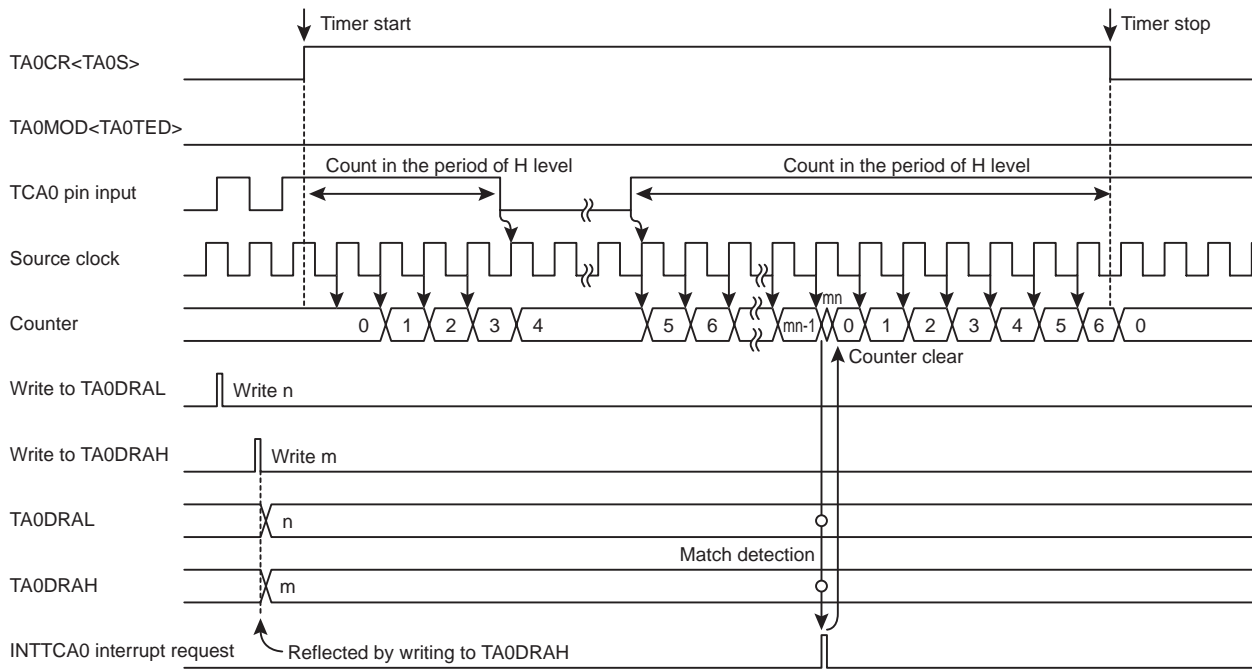 Timer start
Timer stop
TA0CR<TA0S>
TA0MOD<TA0TED>
Count in the period of H level
Count in the period of H level
TCA0 pin input
Source clock
mn
Counter
0 1 2 3 4 5 6 mn-1 0 1 2 3 4 5 6 0
Counter clear
Write to TA0DRAL
Write n
Write to TA0DRAH
Write m
TA0DRAL
n
Match detection
TA0DRAH
m
INTTCA0 interrupt request
Reflected by writing to TA0DRAH